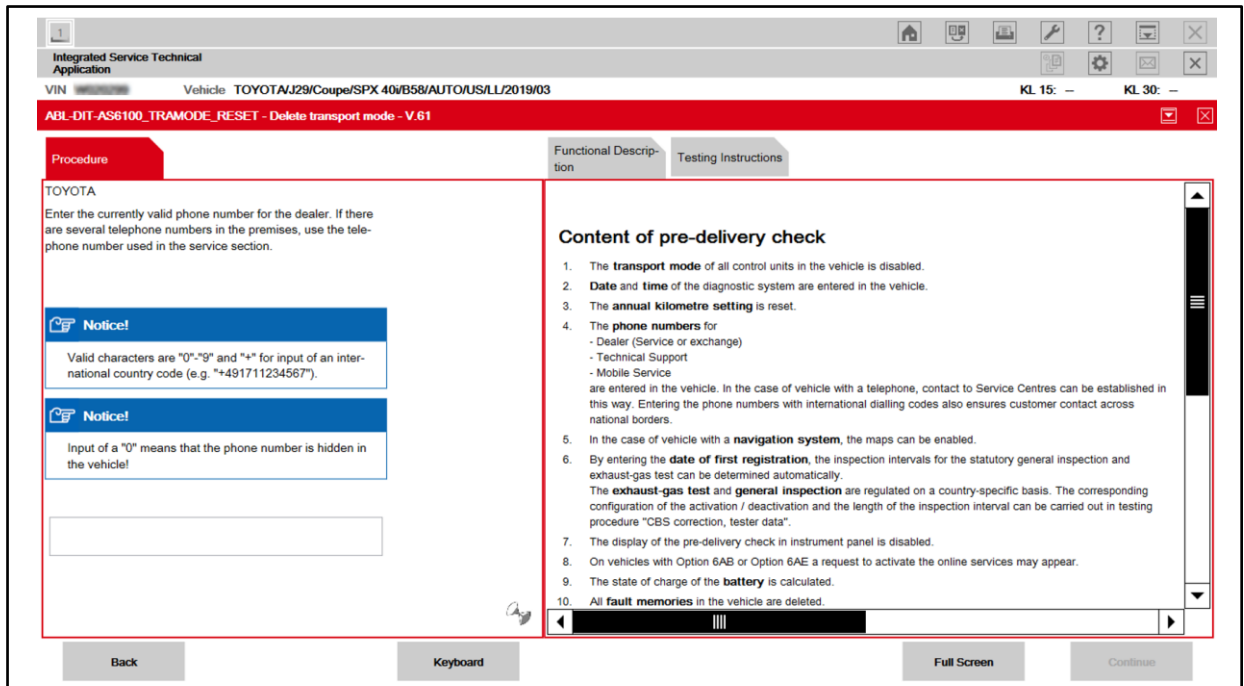 1
?
Integrated Service Technical
Application
VIN
Vehicle TOYOTA/J29/Coupe/SPX 40i/B58/AUTO/US/LL/2019/03
KL 15: –
KL 30: –
ABL-DIT-AS6100_TRAMODE_RESET - Delete transport mode - V.61
Procedure
Functional Descrip-
tion
Testing Instructions
TOYOTA
Enter the currently valid phone number for the dealer. If there
are several telephone numbers in the premises, use the tele-
phone number used in the service section.
Notice!
Valid characters are "0"-"9" and "+" for input of an inter-
national country code (e.g. "+491711234567").
Notice!
Input of a "0" means that the phone number is hidden in
the vehicle!
Content of pre-delivery check
1. The transport mode of all control units in the vehicle is disabled.
2. Date and time of the diagnostic system are entered in the vehicle.
3. The annual kilometre setting is reset.
4. The phone numbers for
- Dealer (Service or exchange)
- Technical Support
- Mobile Service
are entered in the vehicle. In the case of vehicle with a telephone, contact to Service Centres can be established in
this way. Entering the phone numbers with international dialling codes also ensures customer contact across
national borders.
5. In the case of vehicle with a navigation system, the maps can be enabled.
6. By entering the date of first registration, the inspection intervals for the statutory general inspection and
exhaust-gas test can be determined automatically.
The exhaust-gas test and general inspection are regulated on a country-specific basis. The corresponding
configuration of the activation / deactivation and the length of the inspection interval can be carried out in testing
procedure "CBS correction, tester data".
7. The display of the pre-delivery check in instrument panel is disabled.
8. On vehicles with Option 6AB or Option 6AE a request to activate the online services may appear.
9. The state of charge of the battery is calculated.
10. All fault memories in the vehicle are deleted.
Back
Keyboard
Full Screen
Continue